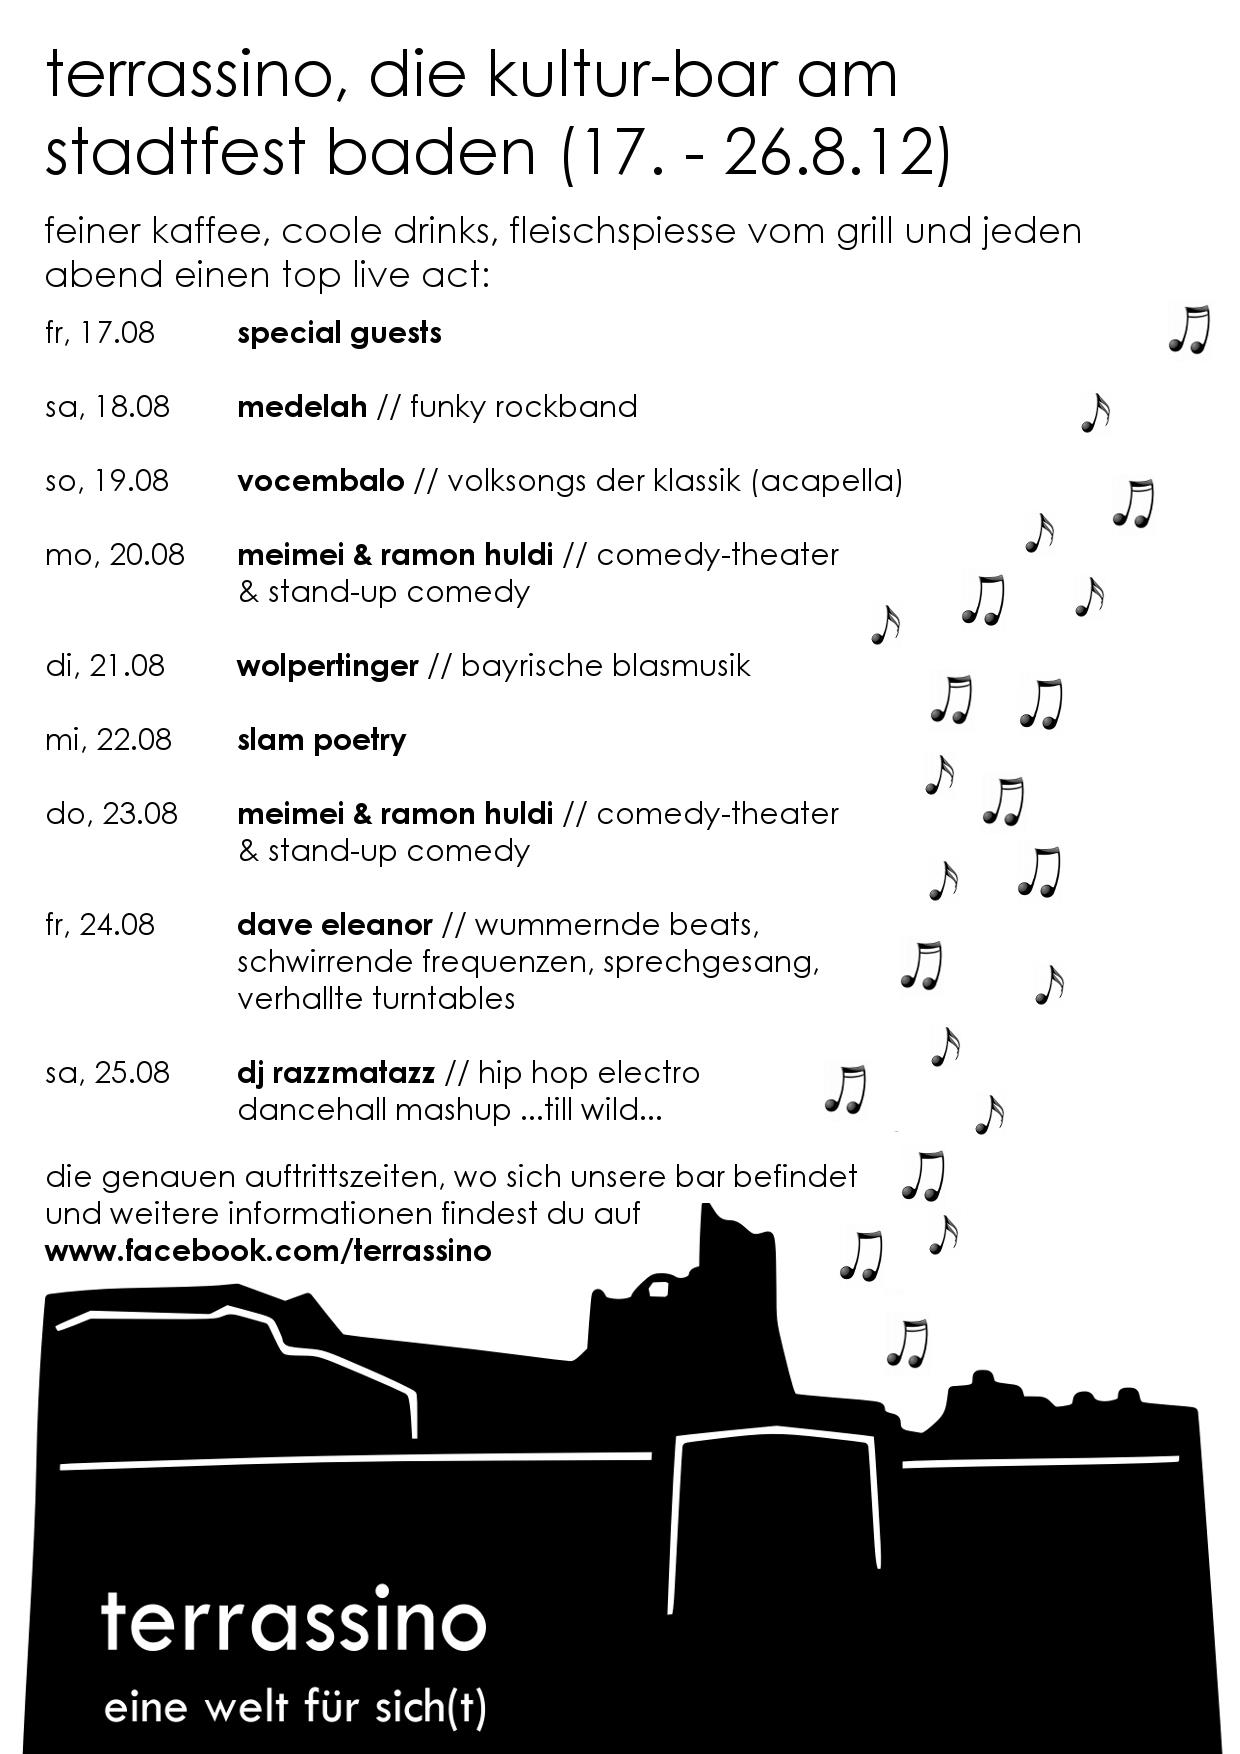 terrassino, die kultur-bar am
stadtfest baden (17. - 26.8.12)
feiner kaffee, coole drinks, fleischspiesse vom grill und jeden
abend einen top live act:
fr, 17.08 special guests
sa, 18.08 medelah // funky rockband
so, 19.08 vocembalo // volksongs der klassik (acapella)
mo, 20.08 meimei & ramon huldi // comedy-theater
& stand-up comedy
di, 21.08 wolpertinger // bayrische blasmusik
mi, 22.08 slam poetry
do, 23.08 meimei & ramon huldi // comedy-theater
& stand-up comedy
fr, 24.08 dave eleanor // wummernde beats,
schwirrende frequenzen, sprechgesang,
verhallte turntables
sa, 25.08 dj razzmatazz // hip hop electro
dancehall mashup ...till wild...
die genauen auftrittszeiten, wo sich unsere bar befindet
und weitere informationen findest du auf
www.facebook.com/terrassino
terrassino
eine welt für sich(t)